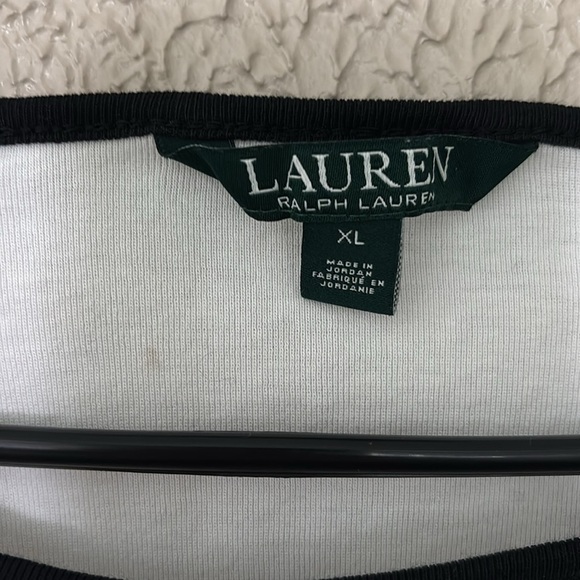 LAUREN
RALPH LAUREN
XL
MADE IN
JORDAN
FABRIQUÉ EN
JORDANIE